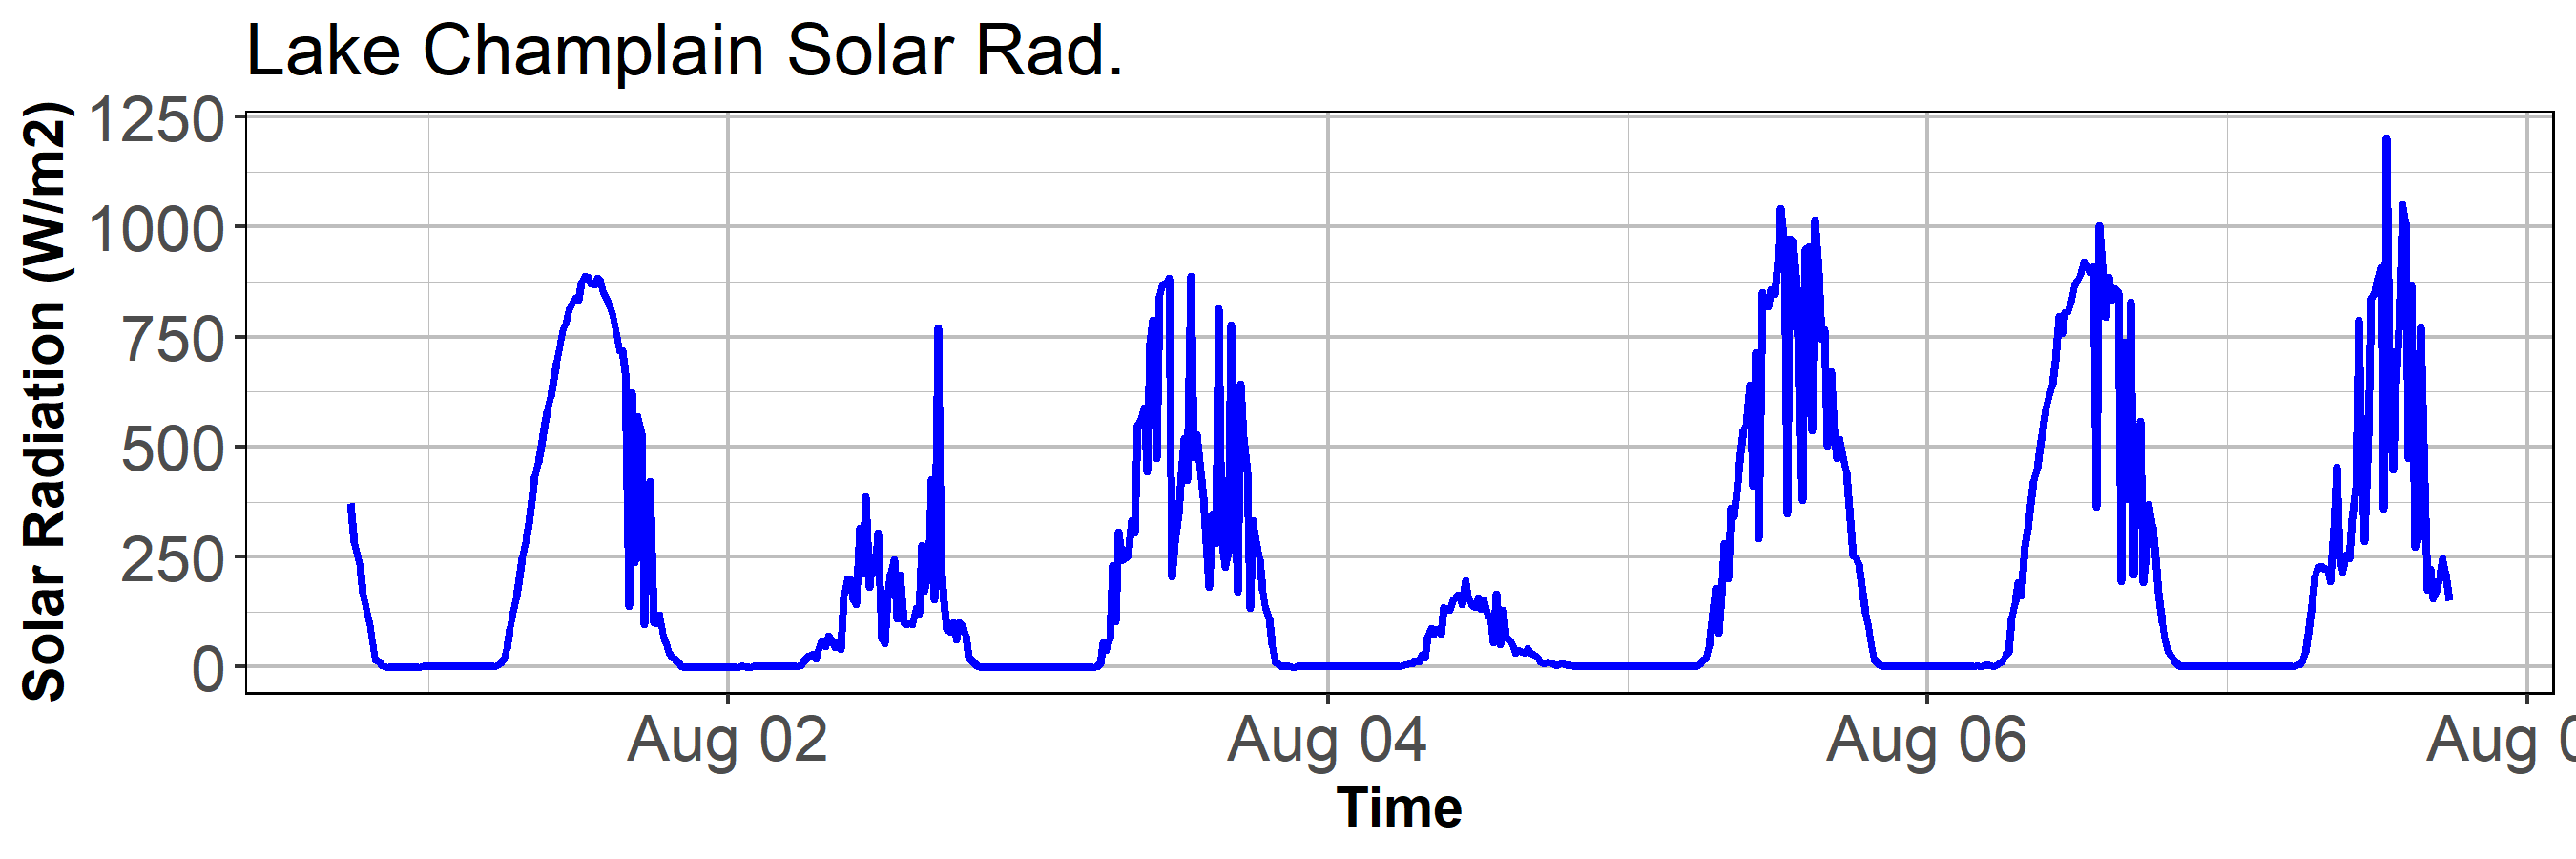 Lake Champlain Solar Rad.
Solar Radiation (W/m2)
1250
1000
750
500
250
0
Aug 02
Aug 04
Aug 06
Aug
Time